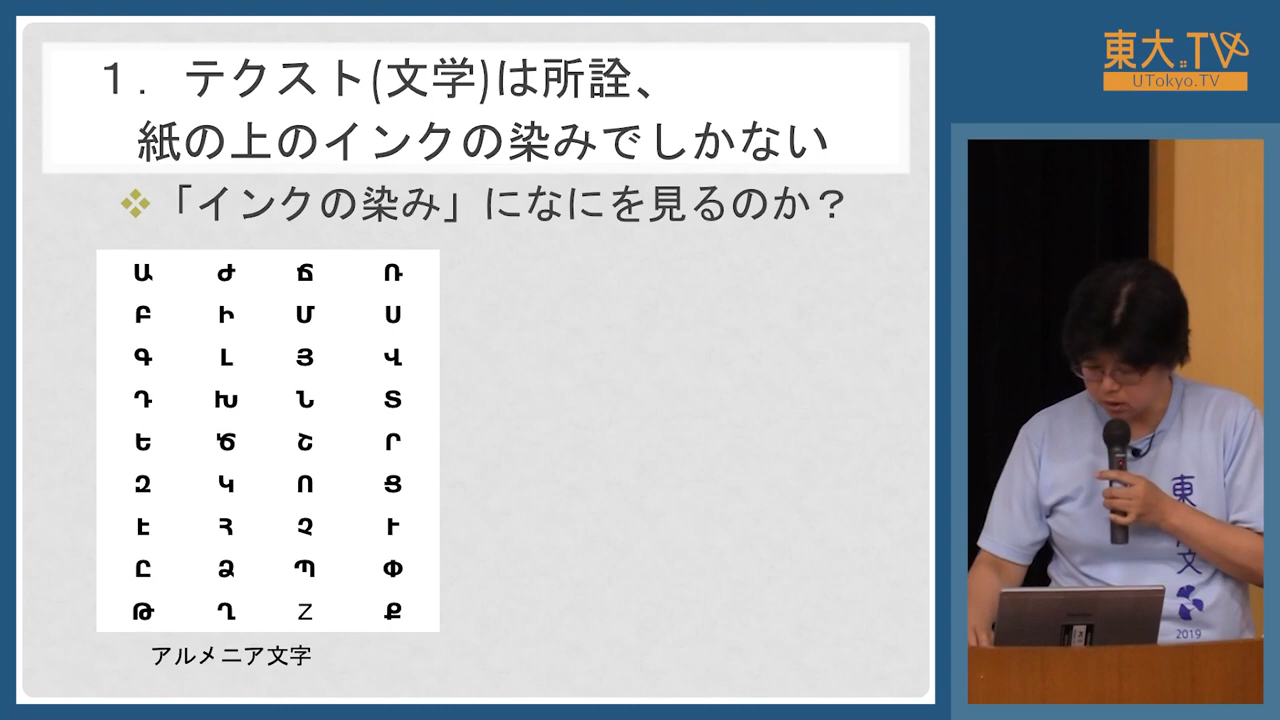 東大.TV
UTokyo.TV
1. テクスト(文学)は所詮、
紙の上のインクの染みでしかない
「インクの染み」になにを見るのか？
Ա Ժ Ճ Ռ
Բ Ի Մ Ս
Գ Լ Յ Վ
Դ Խ Ն Տ
Ե Ծ Շ Ր
Զ Կ Ո Ց
Է Հ Չ Ւ
Ը Ձ Պ Փ
Թ Ղ Z Ք
アルメニア文字
東
文
2019